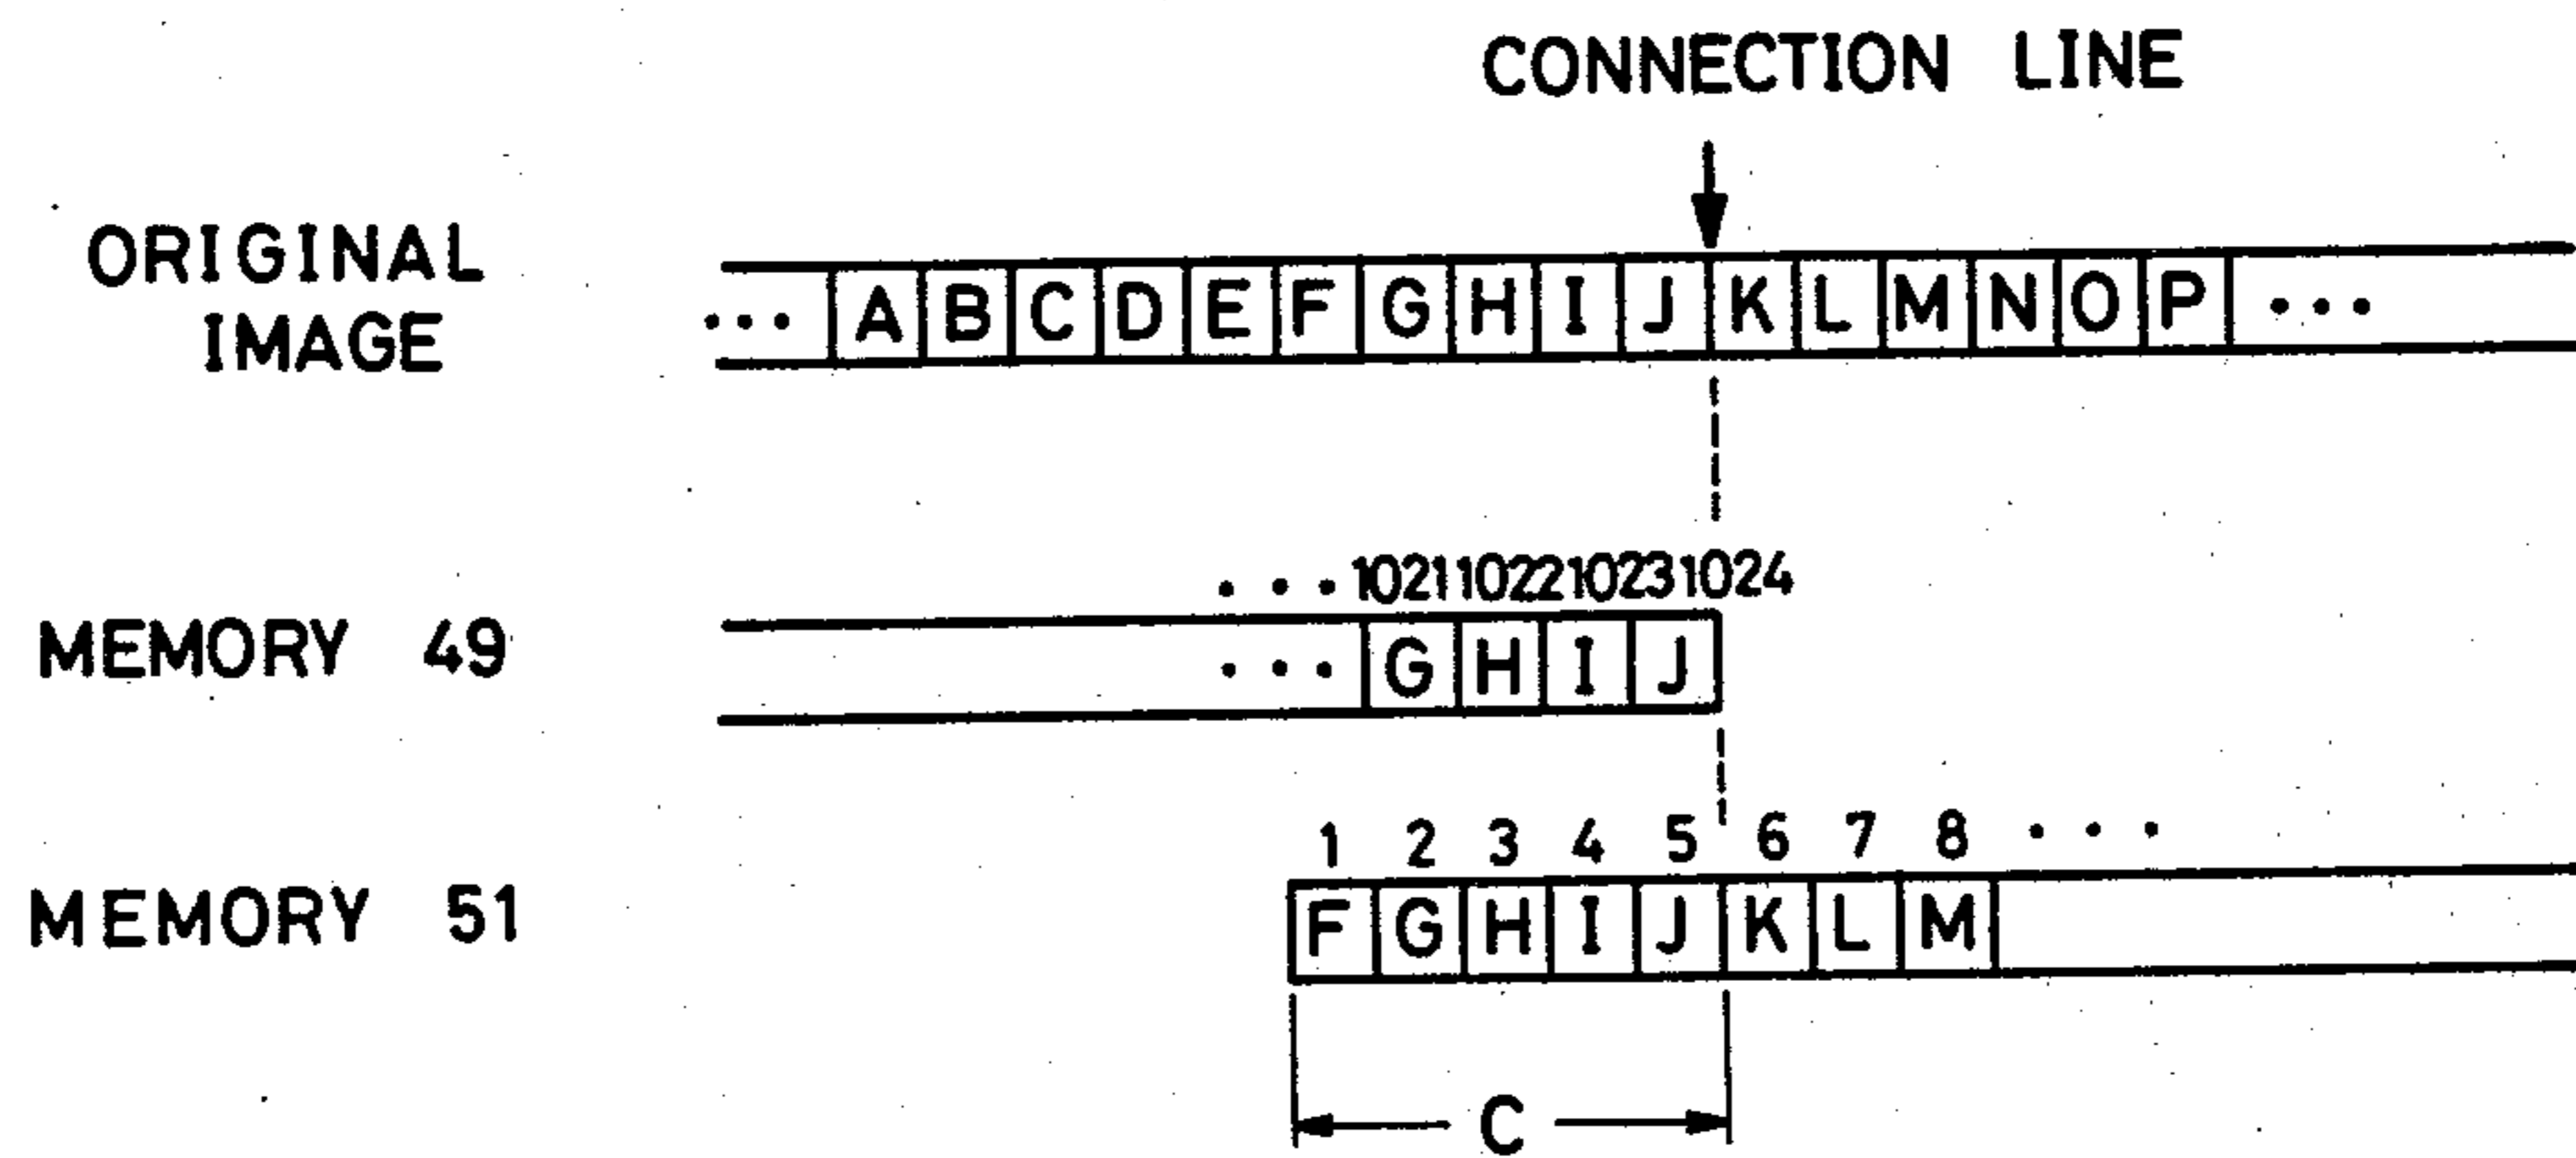 CONNECTION LINE
ORIGINAL
IMAGE
... A B C D E F G H I J K L M N O P ...
... 1021 1022 1023 1024
MEMORY 49
... G H I J
1 2 3 4 5 6 7 8 ...
MEMORY 51
F G H I J K L M
C